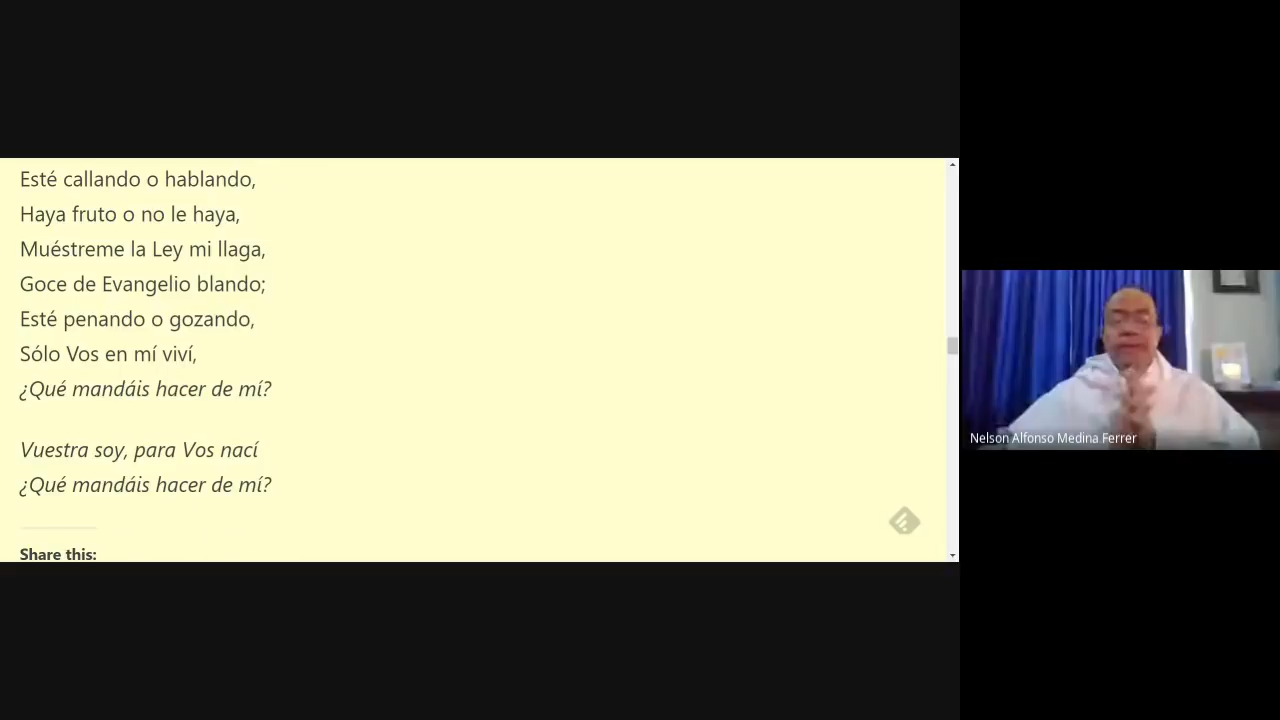 Esté callando o hablando,
Haya fruto o no le haya,
Muéstreme la Ley mi llaga,
Goce de Evangelio blando;
Esté penando o gozando,
Sólo Vos en mí viví,
¿Qué mandáis hacer de mí?
Vuestra soy, para Vos nací
¿Qué mandáis hacer de mí?
Share this:
Nelson Alfonso Medina Ferrer